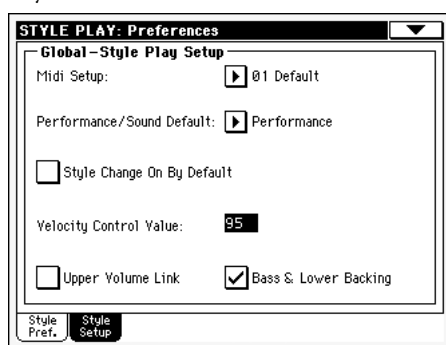 STYLE PLAY: Preferences
Global-Style Play Setup
Midi Setup: 01 Default
Performance/Sound Default: Performance
Style Change On By Default
Velocity Control Value: 95
Upper Volume Link Bass & Lower Backing
Style Pref. Style Setup